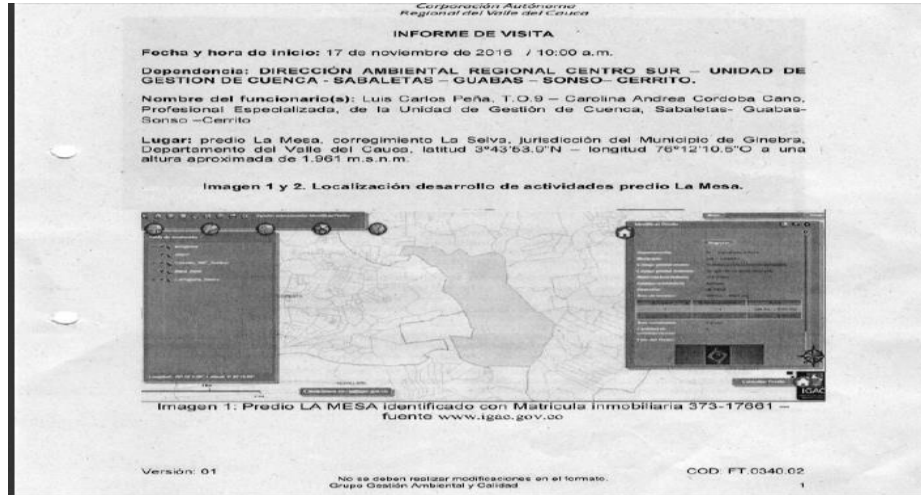 Corporación Autónoma
Regional del Valle del Cauca
INFORME DE VISITA
Fecha y hora de inicio: 17 de noviembre de 2016 / 10:00 a.m.
Dependencia: DIRECCIÓN AMBIENTAL REGIONAL CENTRO SUR – UNIDAD DE
GESTION DE CUENCA - SABALETAS – GUABAS – SONSO– CERRITO.
Nombre del funcionario(s): Luis Carlos Peña, T.O.9 – Carolina Andrea Cordoba Cano,
Profesional Especializada, de la Unidad de Gestión de Cuenca, Sabaletas- Guabas-
Sonso –Cerrito
Lugar: predio La Mesa, corregimiento La Selva, jurisdicción del Municipio de Ginebra,
Departamento del Valle del Cauca, latitud 3°43'53.0"N – longitud 76°12'10.5"O a una
altura aproximada de 1.961 m.s.n.m.
Imagen 1 y 2. Localización desarrollo de actividades predio La Mesa.
IGAC
Imagen 1: Predio LA MESA identificado con Matricula inmobiliaria 373-17661 –
fuente www.igac.gov.co
Versión: 01
COD: FT.0340.02
No se deben realizar modificaciones en el formato.
Grupo Gestión Ambiental y Calidad
1